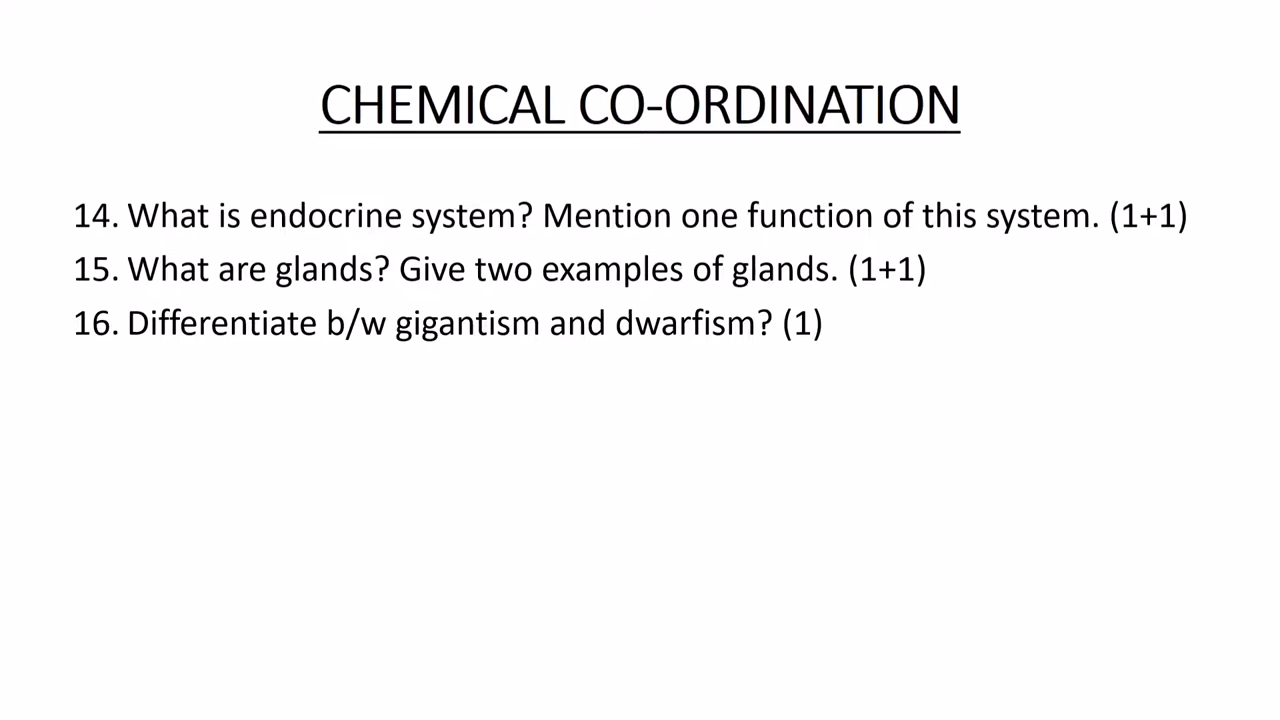 CHEMICAL CO-ORDINATION
14. What is endocrine system? Mention one function of this system. (1+1)
15. What are glands? Give two examples of glands. (1+1)
16. Differentiate b/w gigantism and dwarfism? (1)